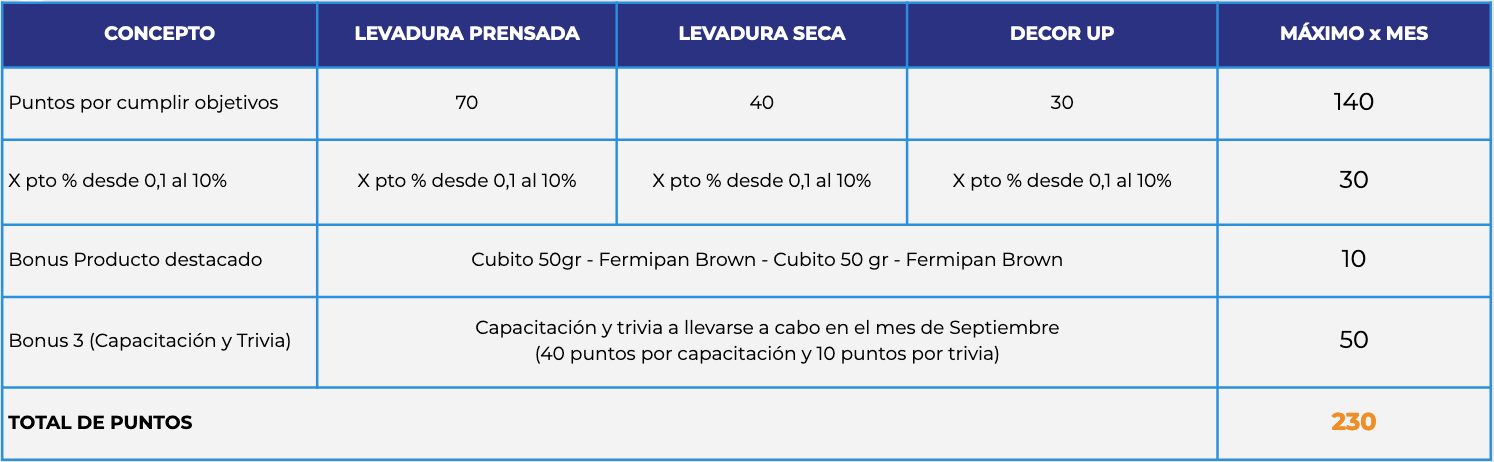 CONCEPTO LEVADURA PRENSADA LEVADURA SECA DECOR UP MÁXIMO x MES
Puntos por cumplir objetivos 70 40 30 140
X pto % desde 0,1 al 10% X pto % desde 0,1 al 10% X pto % desde 0,1 al 10% X pto % desde 0,1 al 10% 30
Bonus Producto destacado Cubito 50gr - Fermipan Brown - Cubito 50 gr - Fermipan Brown 10
Bonus 3 (Capacitación y Trivia) Capacitación y trivia a llevarse a cabo en el mes de Septiembre
(40 puntos por capacitación y 10 puntos por trivia) 50
TOTAL DE PUNTOS 230